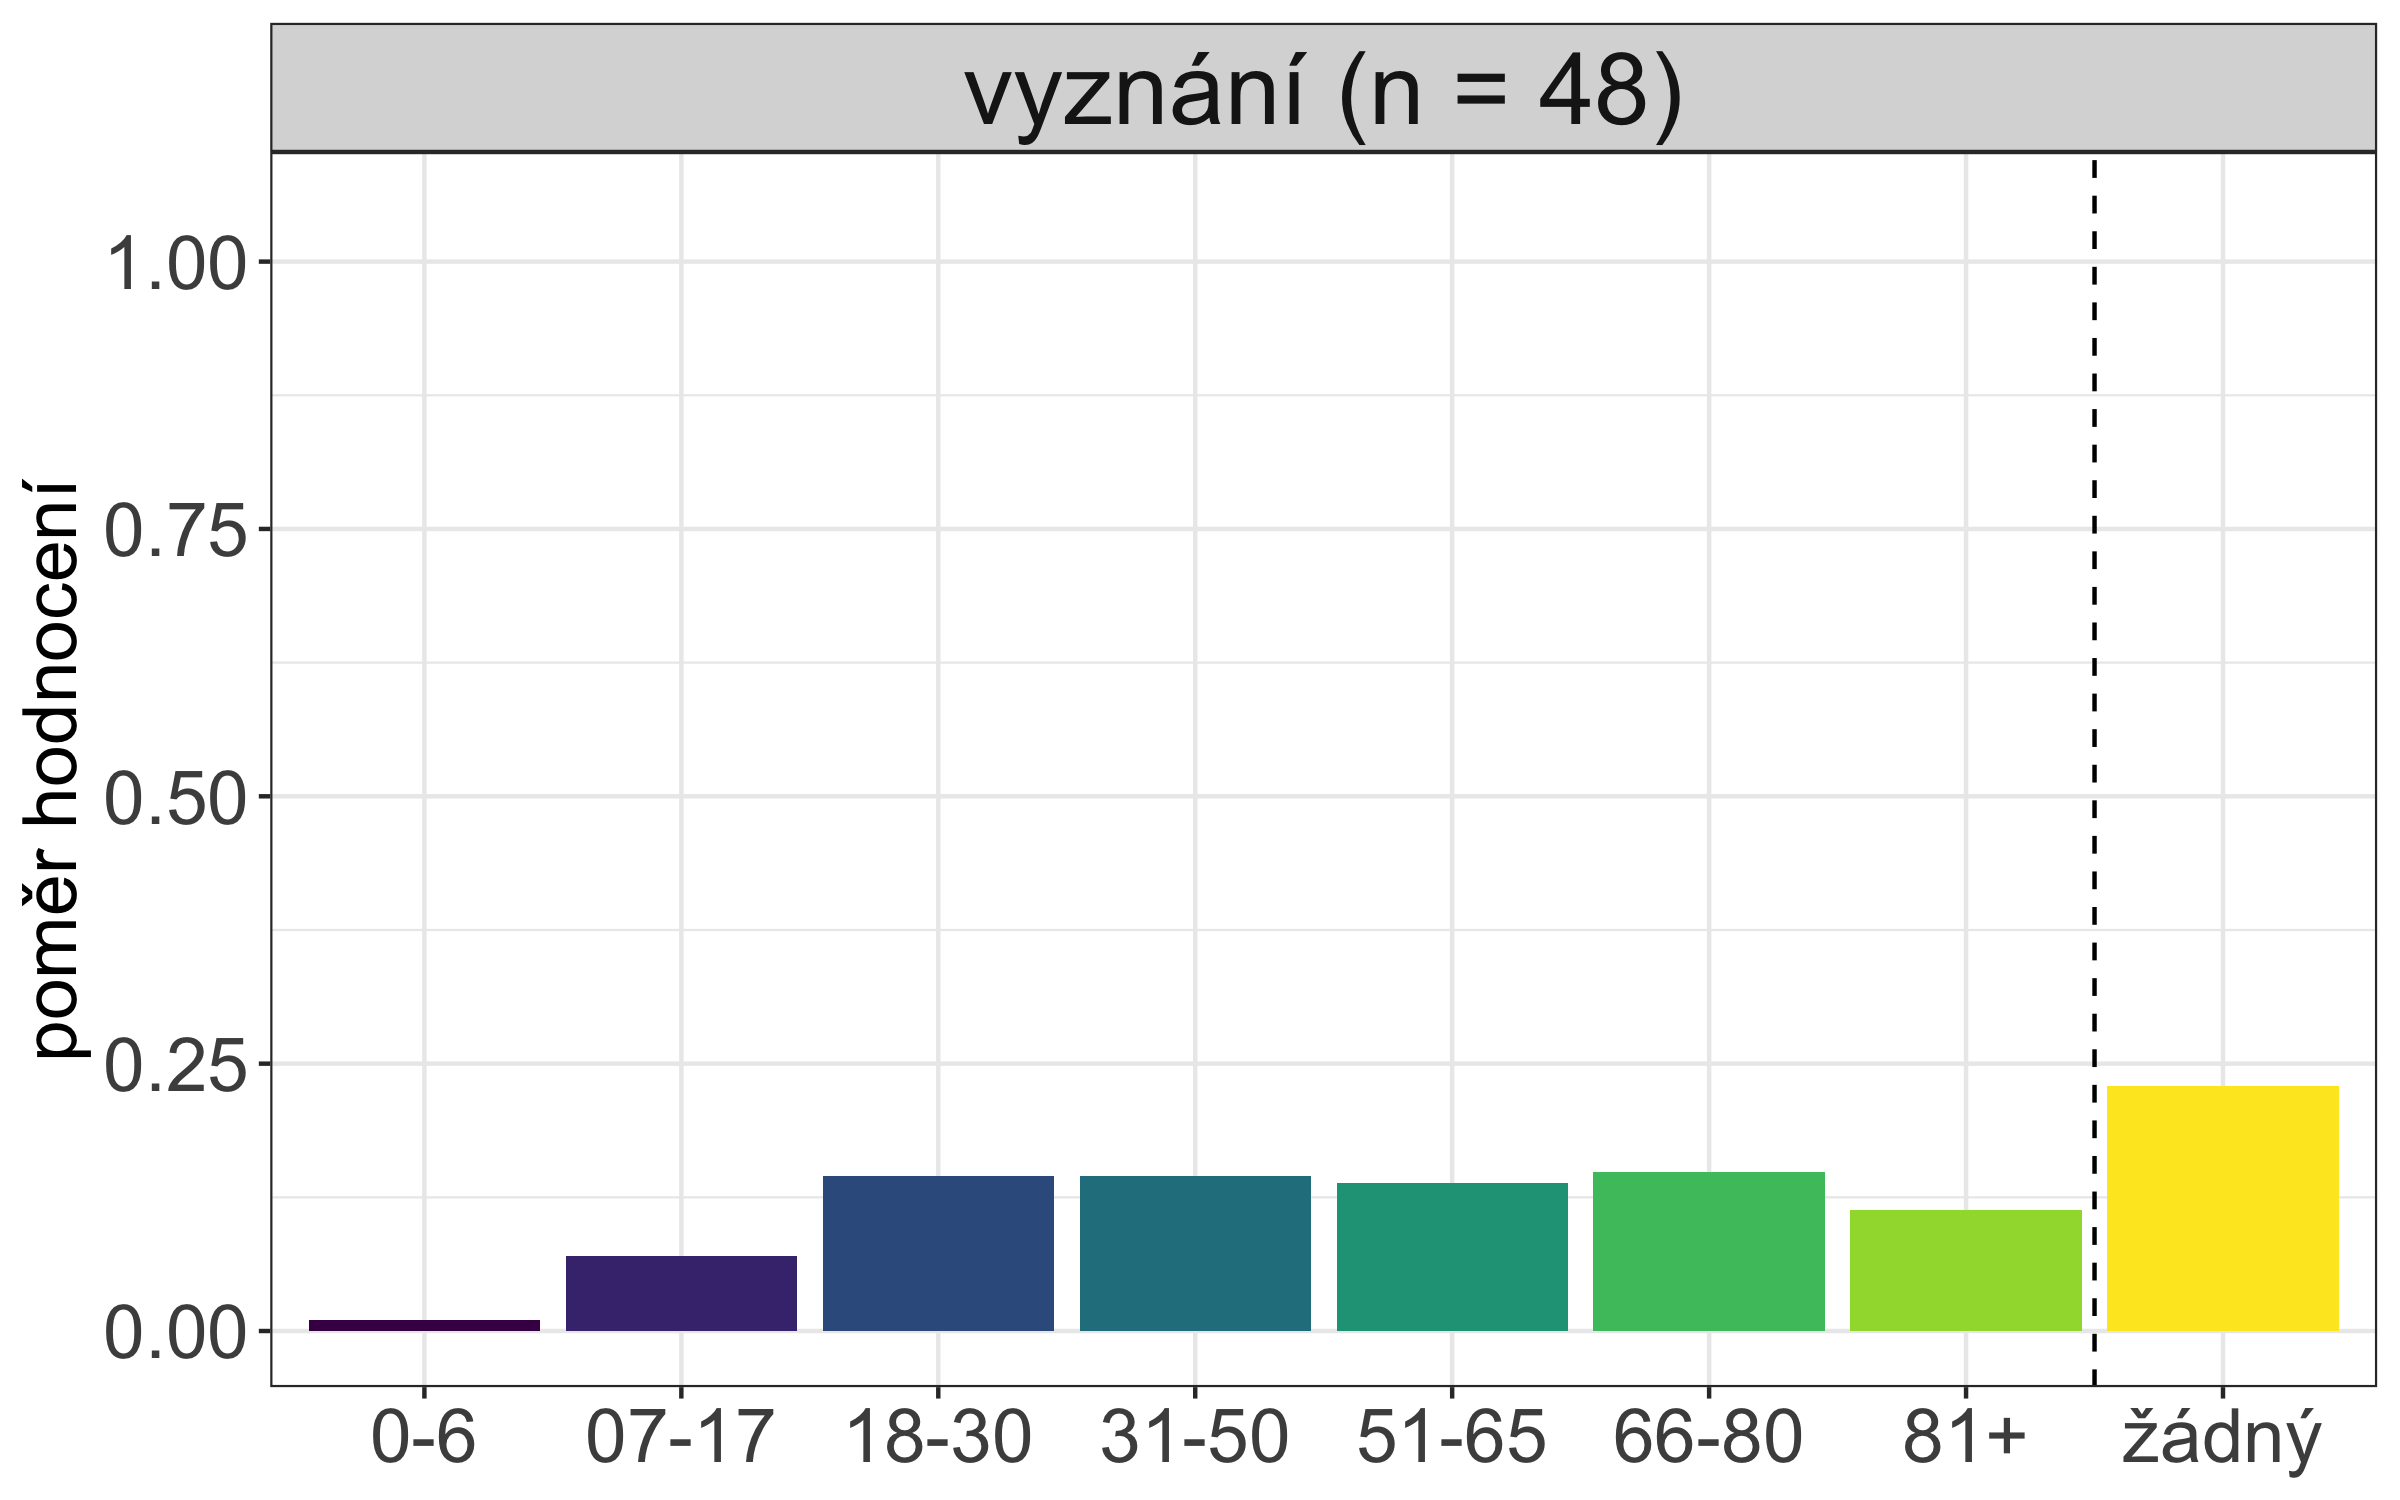 vyznání (n = 48)
poměr hodnocení
1.00
0.75
0.50
0.25
0.00
0-6 07-17 18-30 31-50 51-65 66-80 81+ žádný